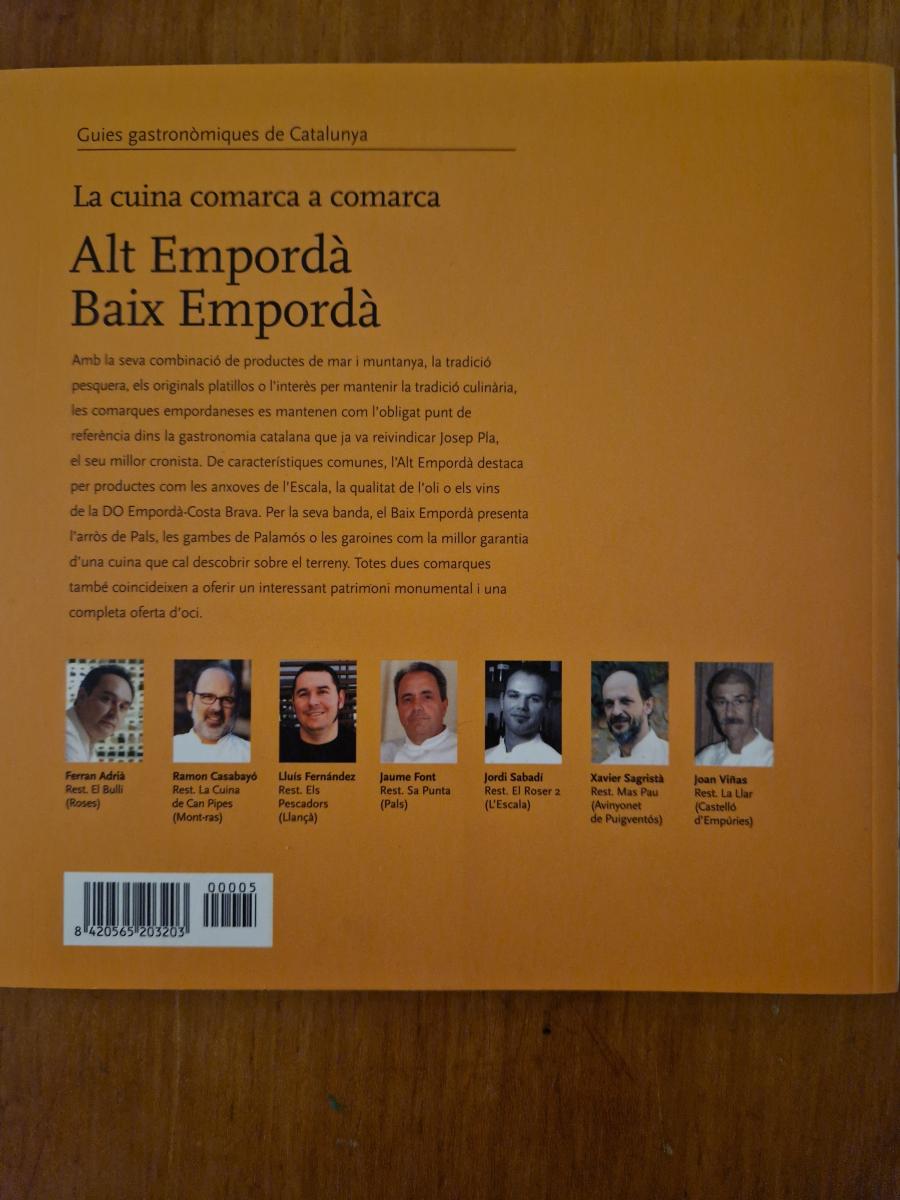 Guies gastronòmiques de Catalunya
La cuina comarca a comarca
Alt Empordà
Baix Empordà
Amb la seva combinació de productes de mar i muntanya, la tradició
pesquera, els originals platillos o l'interès per mantenir la tradició culinària,
les comarques empordaneses es mantenen com l'obligat punt de
referència dins la gastronomia catalana que ja va reivindicar Josep Pla,
el seu millor cronista. De característiques comunes, l'Alt Empordà destaca
per productes com les anxoves de l'Escala, la qualitat de l'oli o els vins
de la DO Empordà-Costa Brava. Per la seva banda, el Baix Empordà presenta
l'arròs de Pals, les gambes de Palamós o les garoines com la millor garantia
d'una cuina que cal descobrir sobre el terreny. Totes dues comarques
també coincideixen a oferir un interessant patrimoni monumental i una
completa oferta d'oci.
Ferran Adrià
Rest. El Bulli
(Roses)
Ramon Casabayó
Rest. La Cuina
de Can Pipes
(Mont-ras)
Lluís Fernández
Rest. Els
Pescadors
(Llançà)
Jaume Font
Rest. Sa Punta
(Pals)
Jordi Sabadí
Rest. El Roser 2
(L'Escala)
Xavier Sagristà
Rest. Mas Pau
(Avinyonet
de Puigventós)
Joan Viñas
Rest. La Llar
(Castelló
d'Empúries)
00005
8 420565 203203